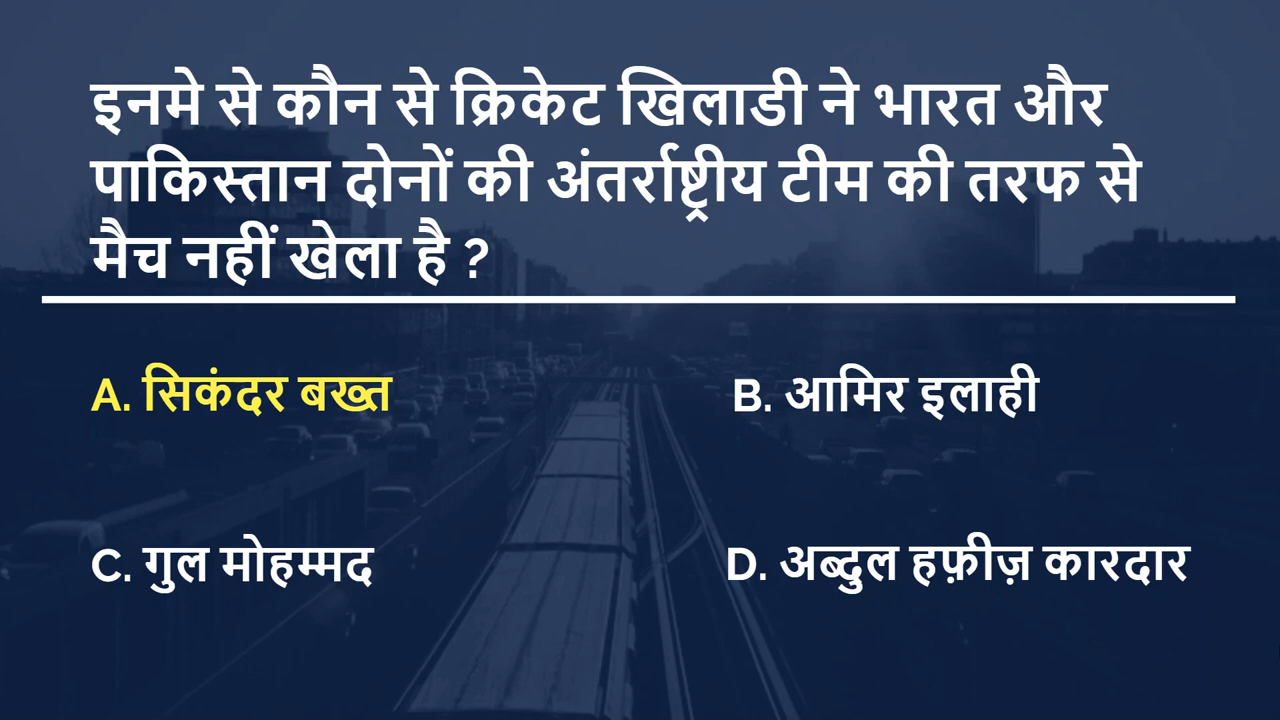 इनमे से कौन से क्रिकेट खिलाडी ने भारत और
पाकिस्तान दोनों की अंतर्राष्ट्रीय टीम की तरफ से
मैच नहीं खेला है ?
A. सिकंदर बख्त
B. आमिर इलाही
C. गुल मोहम्मद
D. अब्दुल हफ़ीज़ कारदार